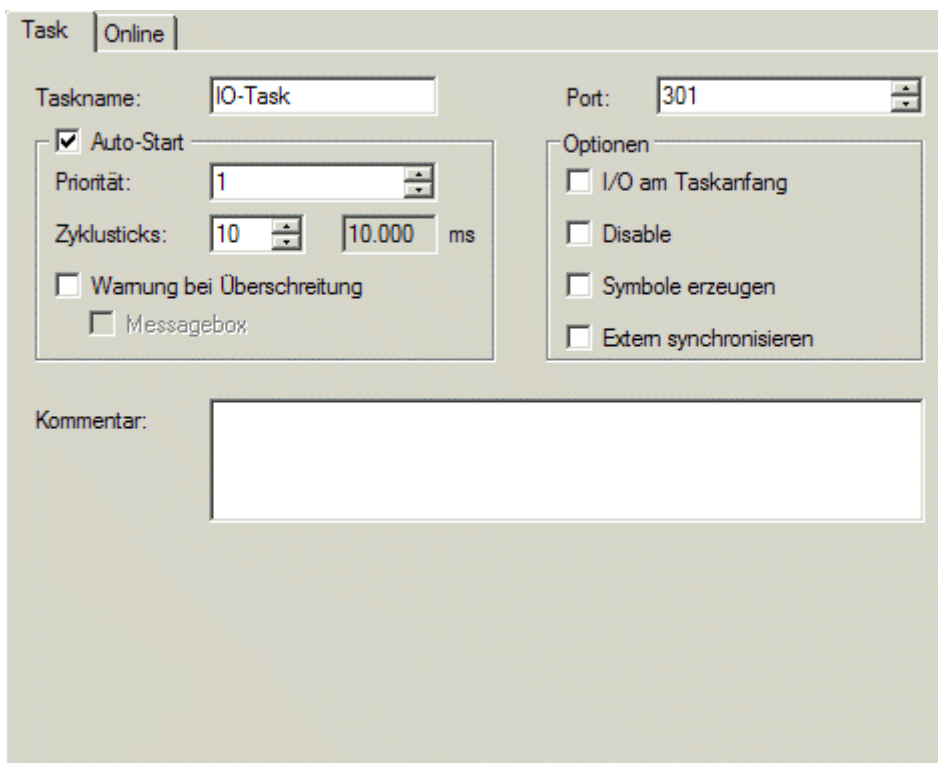 Task Online
Taskname: IO-Task Port: 301
Auto-Start Optionen
Priorität: 1 I/O am Taskanfang
Zyklusticks: 10 10.000 ms Disable
Warnung bei Überschreitung Symbole erzeugen
Messagebox
Extern synchronisieren
Kommentar: